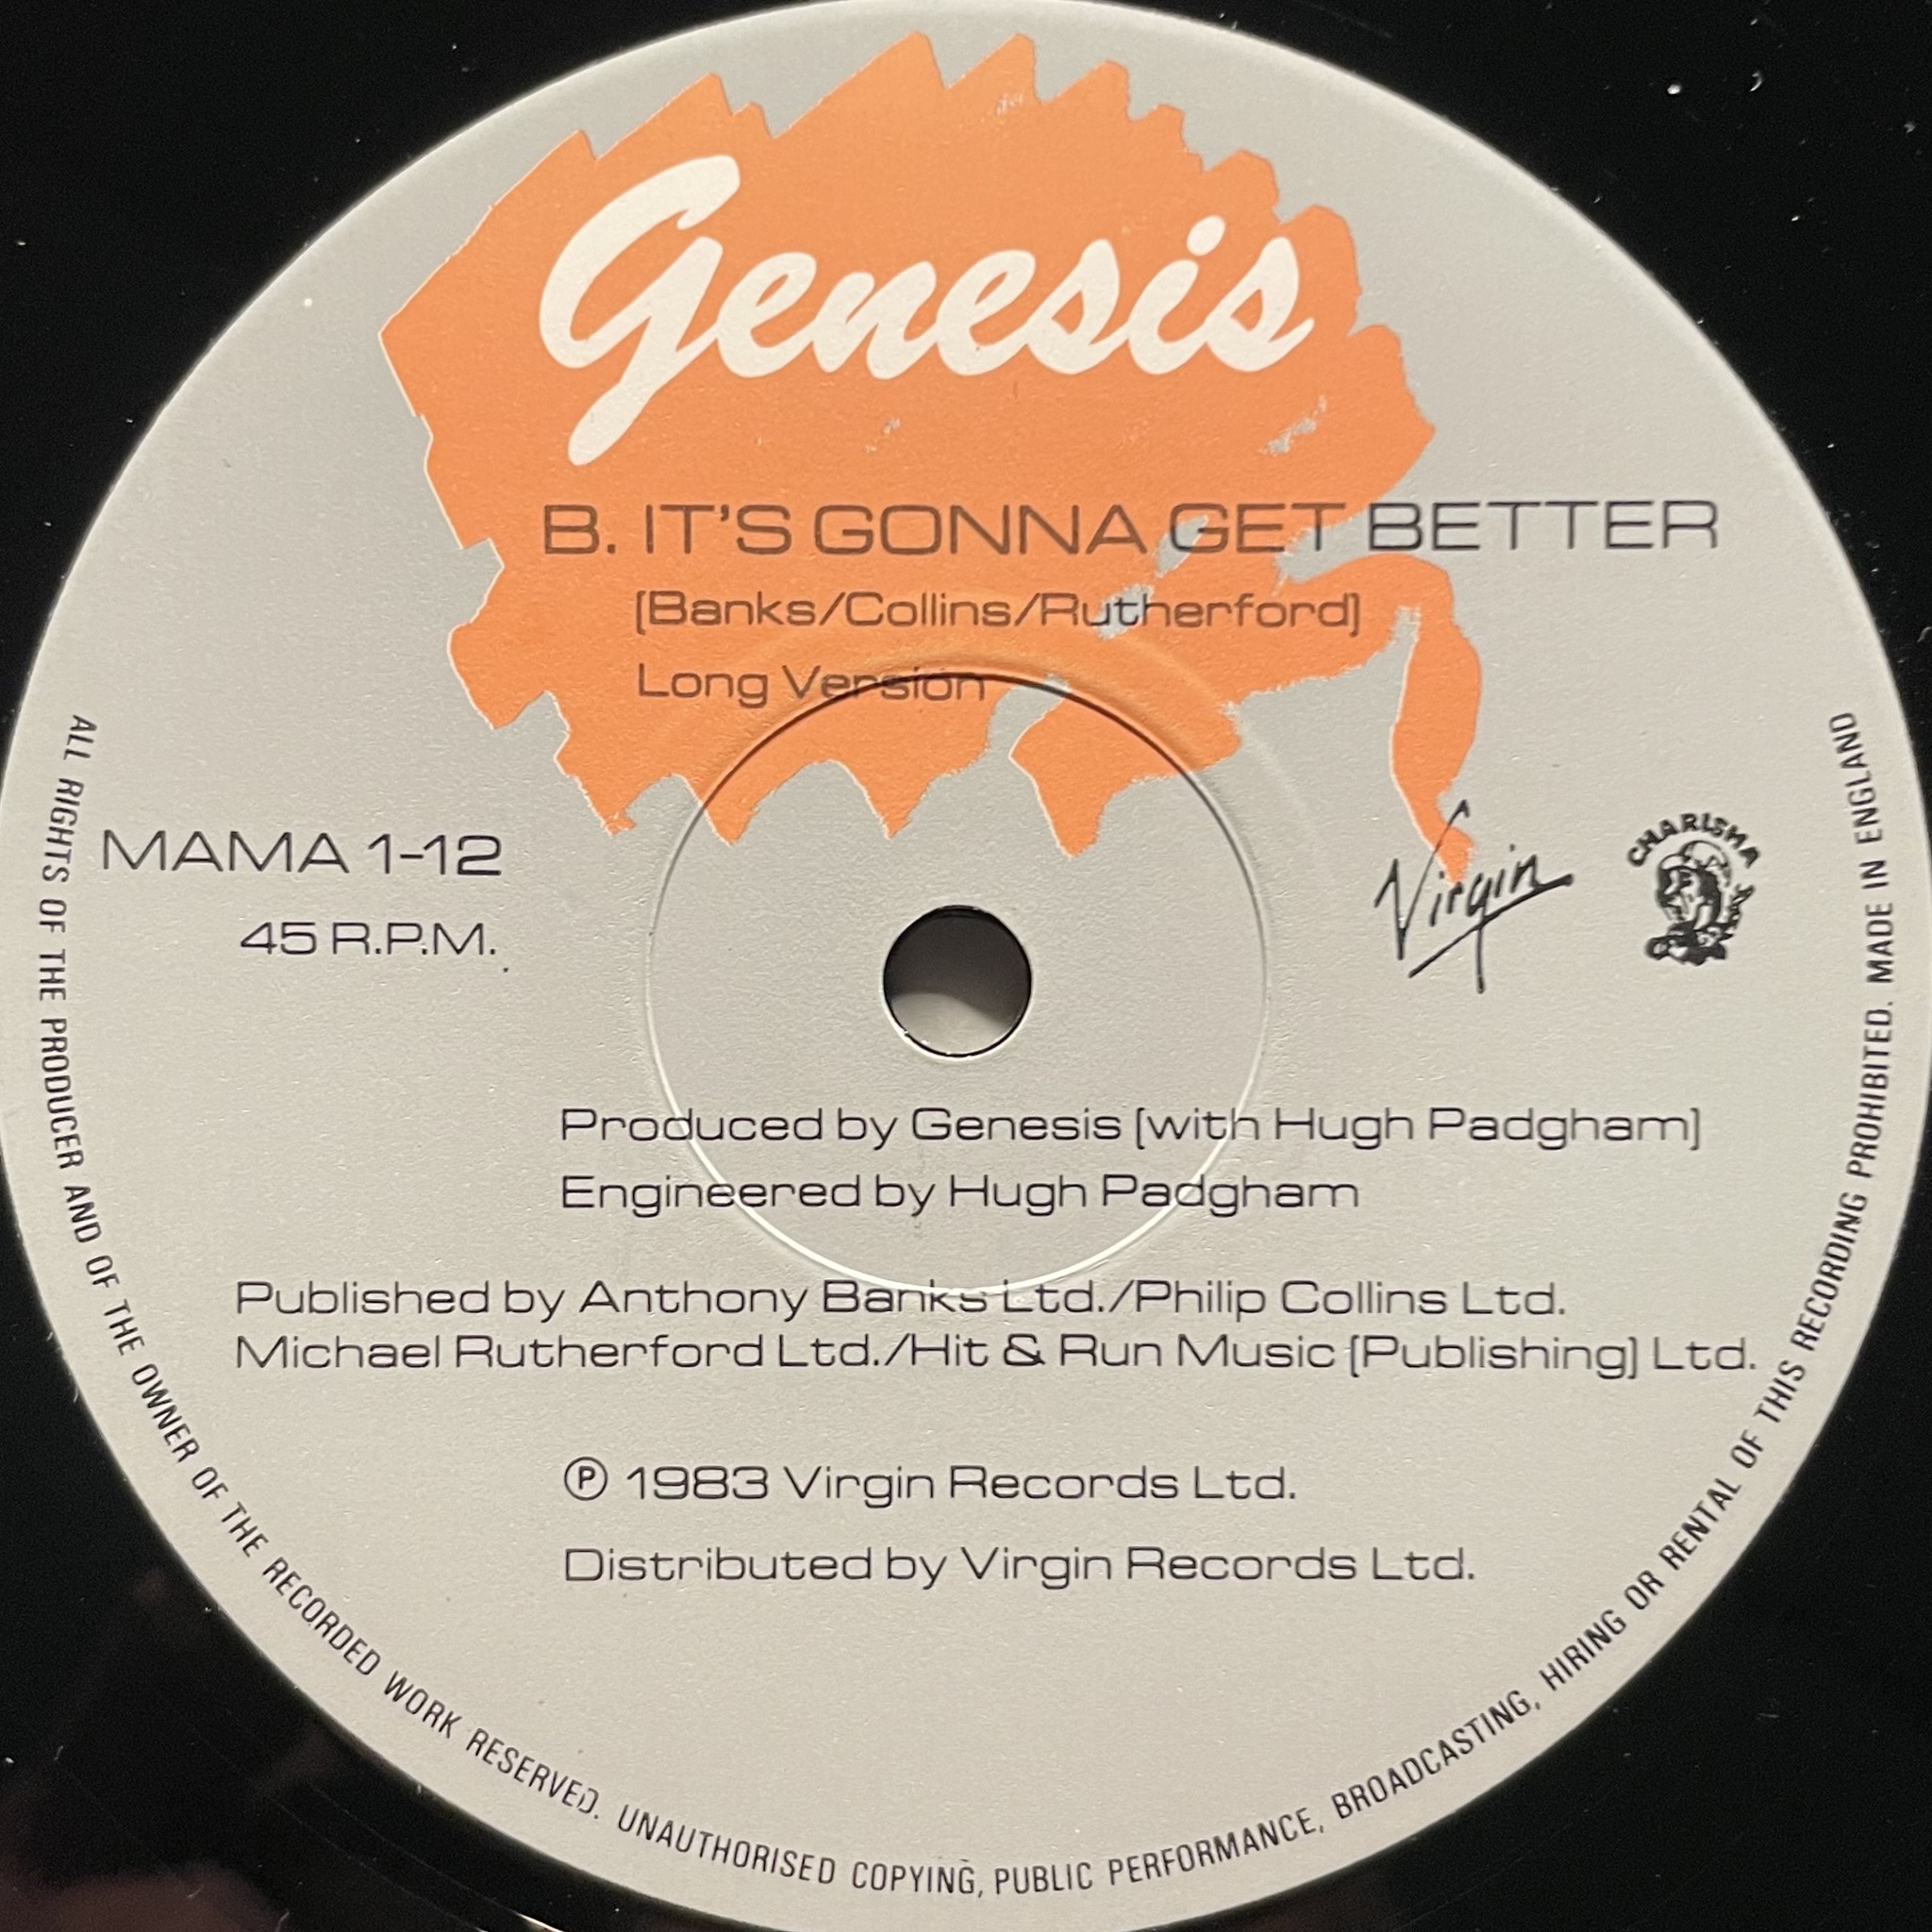 Genesis
B. IT'S GONNA GET BETTER
(Banks/Collins/Rutherford)
Long Version
MAMA 1-12
45 R.P.M.
Virgin
CHARISMA
Produced by Genesis (with Hugh Padgham)
Engineered by Hugh Padgham
Published by Anthony Banks Ltd./Philip Collins Ltd.
Michael Rutherford Ltd./Hit & Run Music (Publishing) Ltd.
℗ 1983 Virgin Records Ltd.
Distributed by Virgin Records Ltd.
ALL RIGHTS OF THE PRODUCER AND OF THE OWNER OF THE RECORDED WORK RESERVED. UNAUTHORISED COPYING, PUBLIC PERFORMANCE, BROADCASTING, HIRING OR RENTAL OF THIS RECORDING PROHIBITED. MADE IN ENGLAND